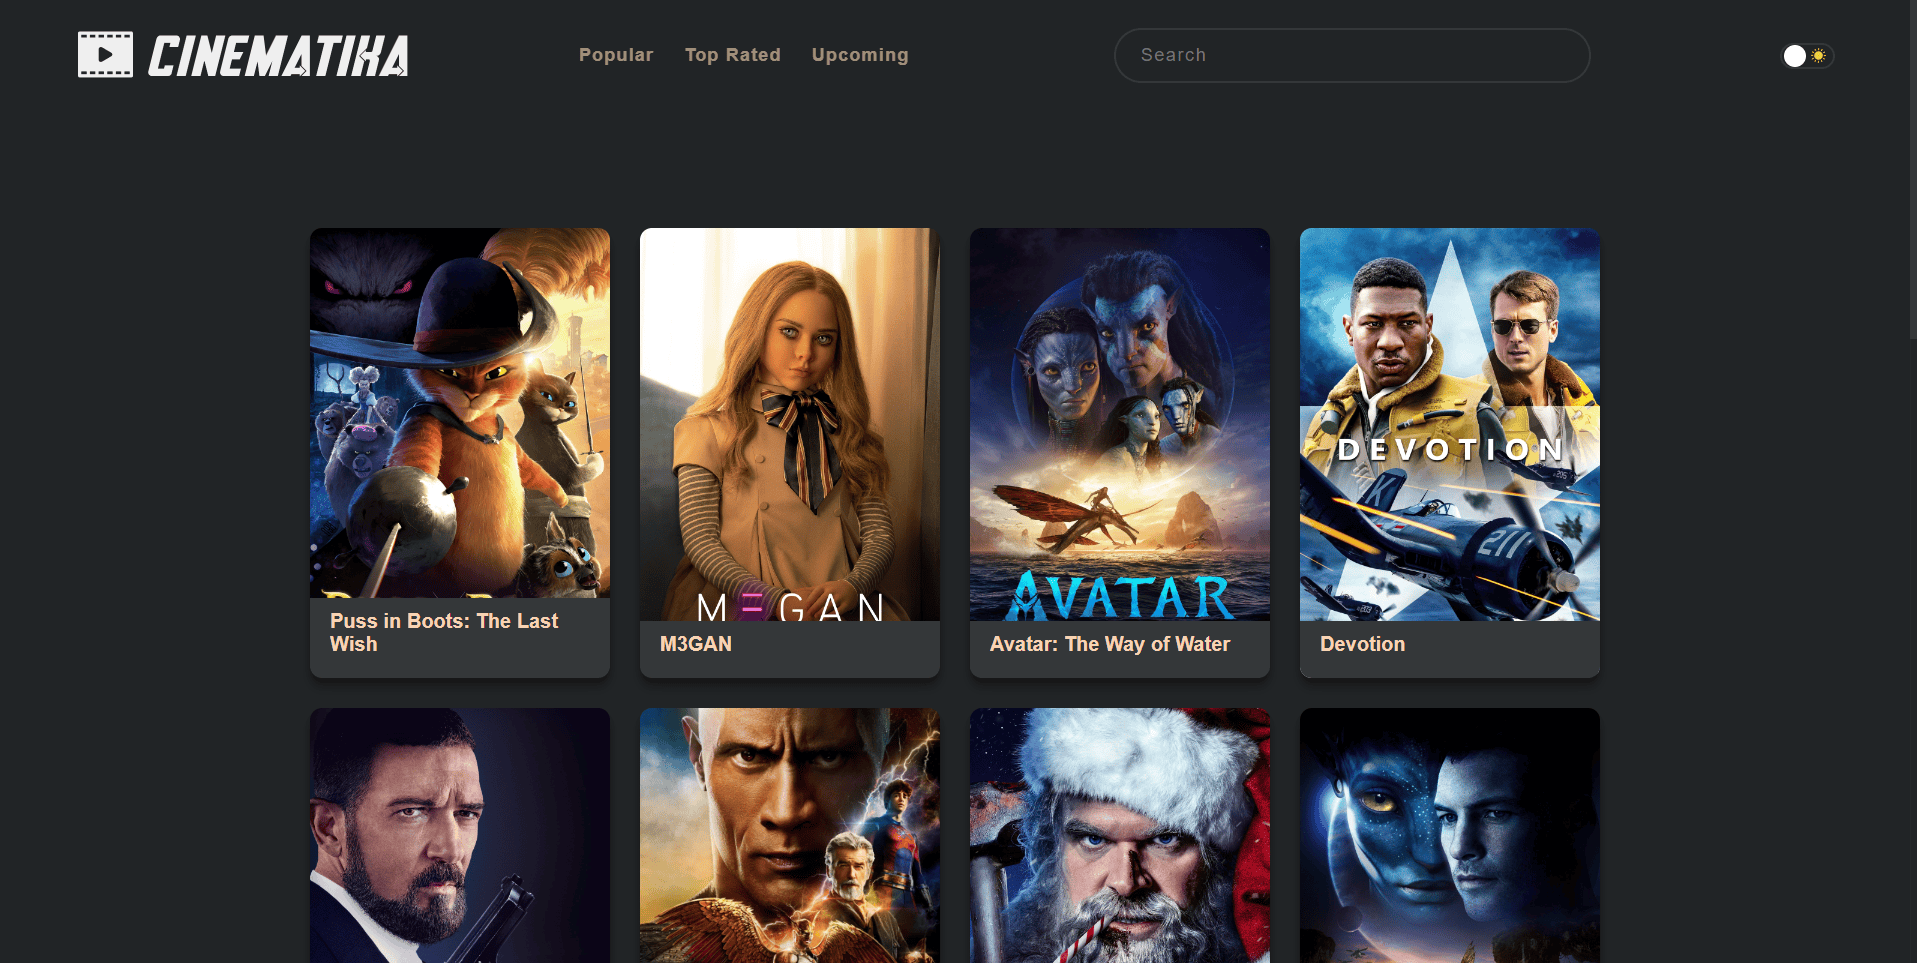 CINEMATIKA
Popular
Top Rated
Upcoming
Search
DEVOTION
211
M3GAN
AVATAR
Puss in Boots: The Last
Wish
M3GAN
Avatar: The Way of Water
Devotion